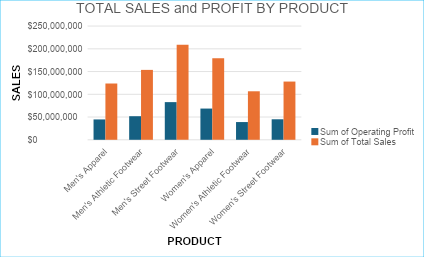 TOTAL SALES and PROFIT BY PRODUCT
$250,000,000
$200,000,000
$150,000,000
$100,000,000
$50,000,000
$0
SALES
Men's Apparel
Men's Athletic Footwear
Men's Street Footwear
Women's Apparel
Women's Athletic Footwear
Women's Street Footwear
PRODUCT
Sum of Operating Profit
Sum of Total Sales